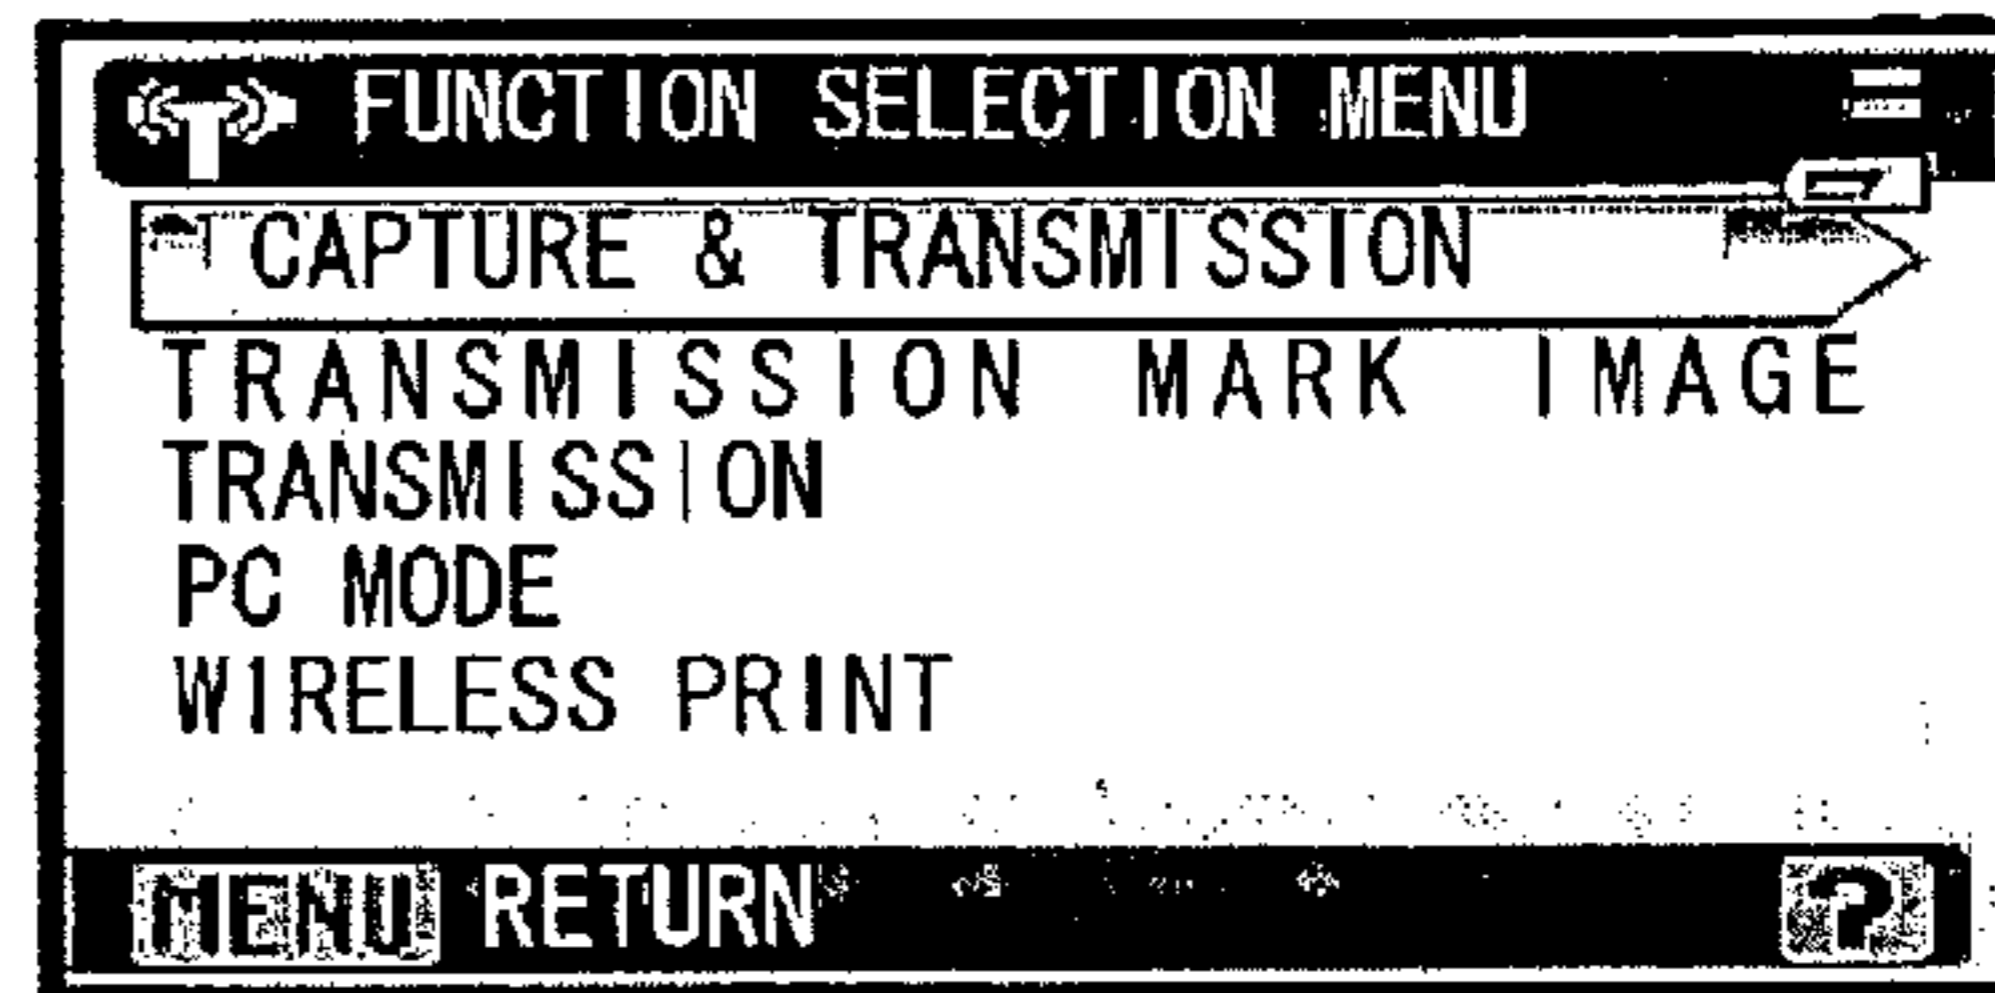 FUNCTION SELECTION MENU
CAPTURE & TRANSMISSION
TRANSMISSION MARK IMAGE
TRANSMISSION
PC MODE
WIRELESS PRINT
MENU RETURN ?